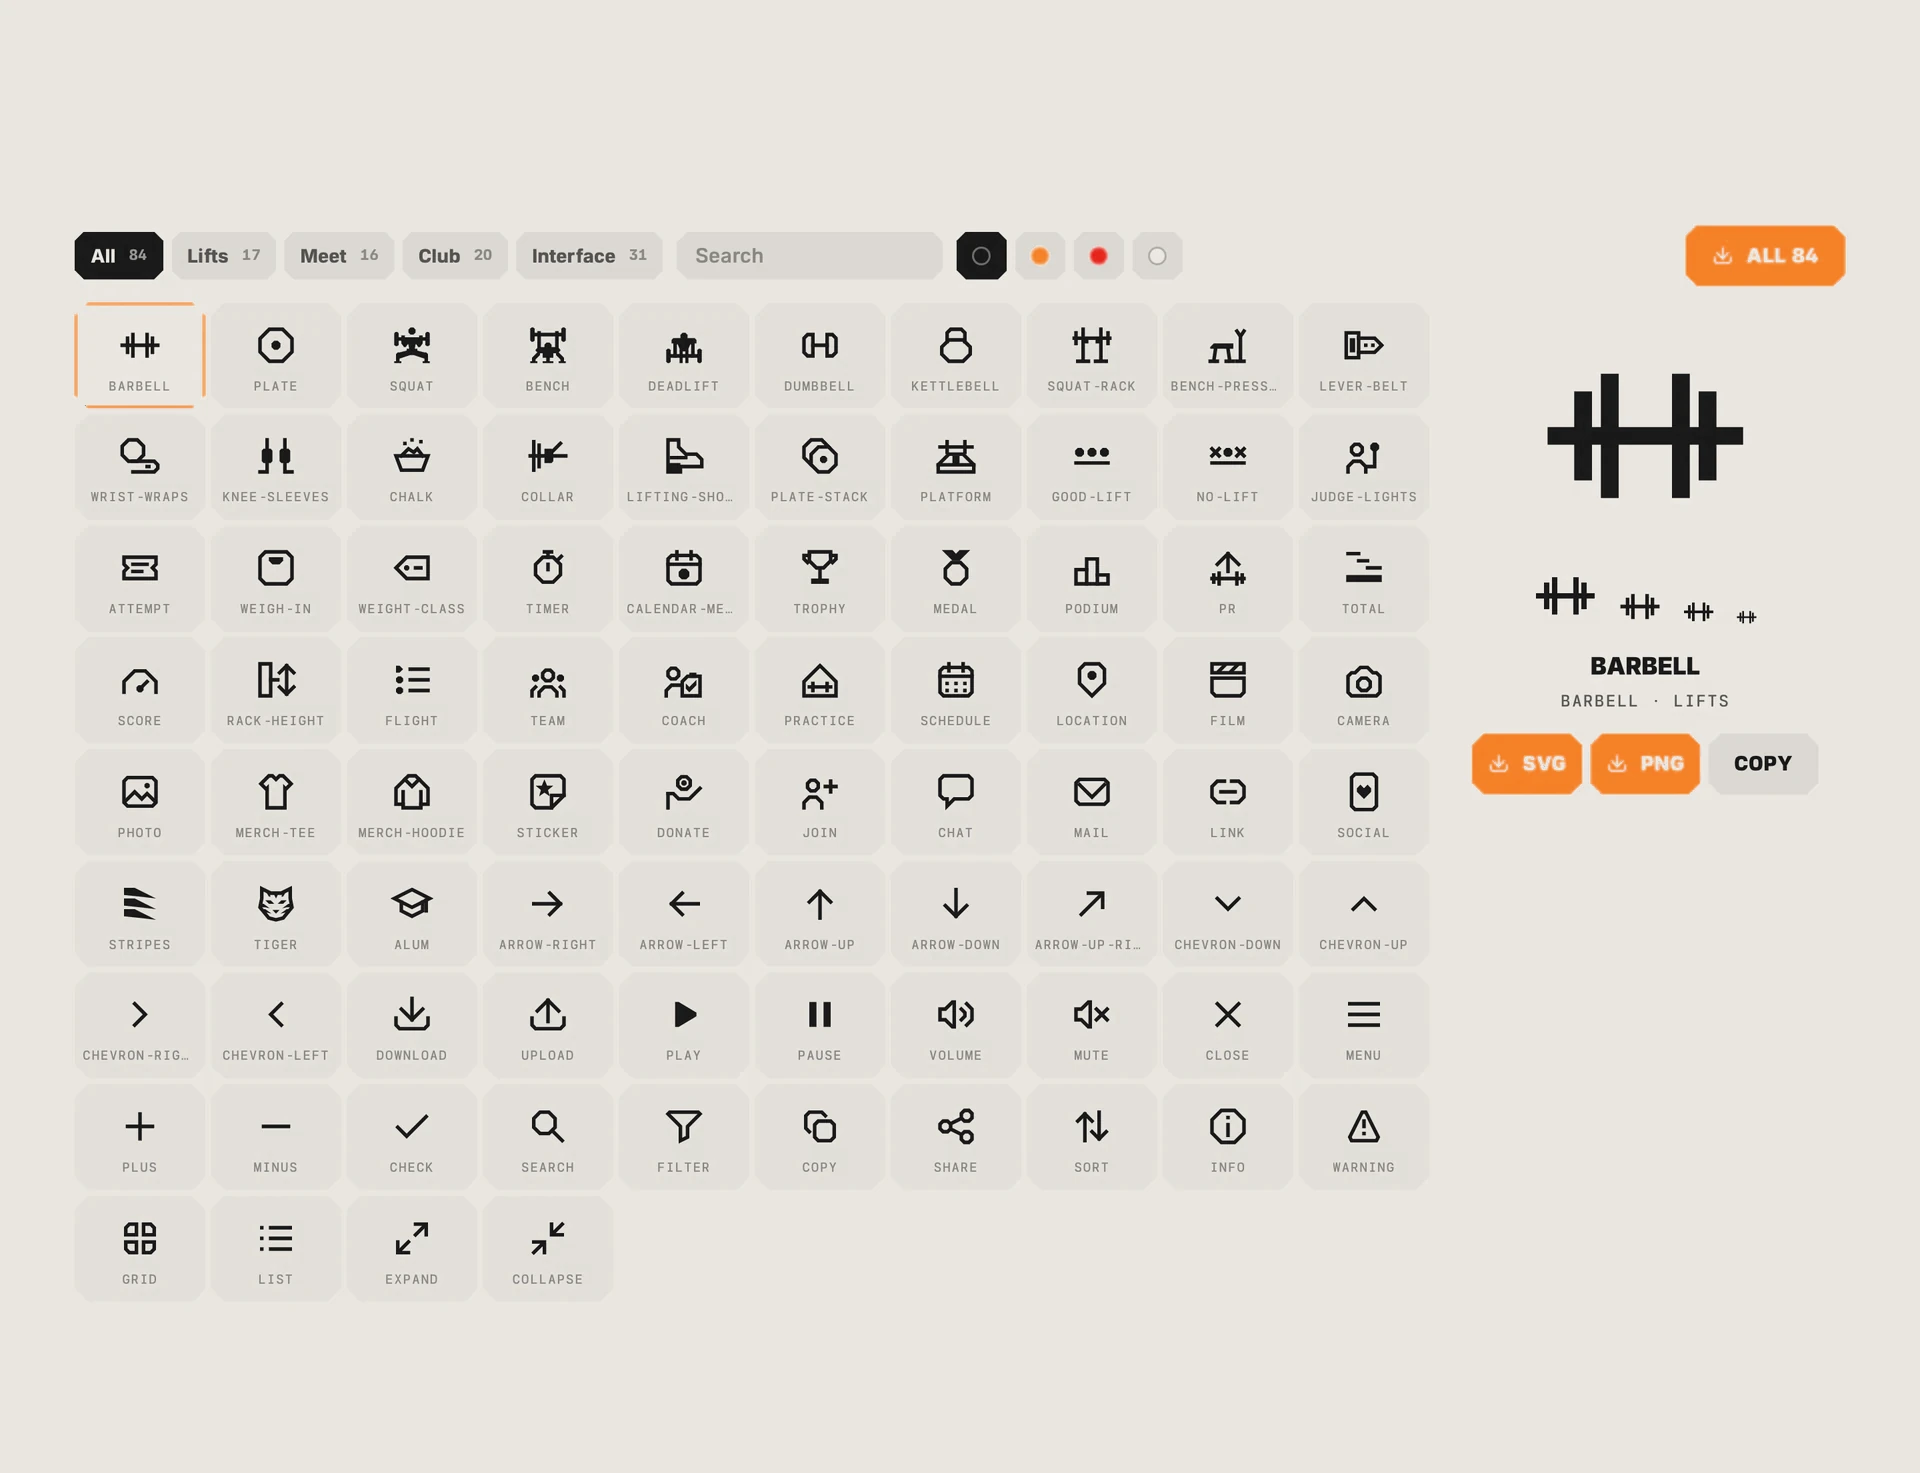 All 84 Lifts 17 Meet 16 Club 20 Interface 31 Search ALL 84
BARBELL PLATE SQUAT BENCH DEADLIFT DUMBBELL KETTLEBELL SQUAT-RACK BENCH-PRESS… LEVER-BELT
WRIST-WRAPS KNEE-SLEEVES CHALK COLLAR LIFTING-SHO… PLATE-STACK PLATFORM GOOD-LIFT NO-LIFT JUDGE-LIGHTS
ATTEMPT WEIGH-IN WEIGHT-CLASS TIMER CALENDAR-ME… TROPHY MEDAL PODIUM PR TOTAL
SCORE RACK-HEIGHT FLIGHT TEAM COACH PRACTICE SCHEDULE LOCATION FILM CAMERA
PHOTO MERCH-TEE MERCH-HOODIE STICKER DONATE JOIN CHAT MAIL LINK SOCIAL
STRIPES TIGER ALUM ARROW-RIGHT ARROW-LEFT ARROW-UP ARROW-DOWN ARROW-UP-RI… CHEVRON-DOWN CHEVRON-UP
CHEVRON-RIG… CHEVRON-LEFT DOWNLOAD UPLOAD PLAY PAUSE VOLUME MUTE CLOSE MENU
PLUS MINUS CHECK SEARCH FILTER COPY SHARE SORT INFO WARNING
GRID LIST EXPAND COLLAPSE
BARBELL
BARBELL · LIFTS
SVG PNG COPY